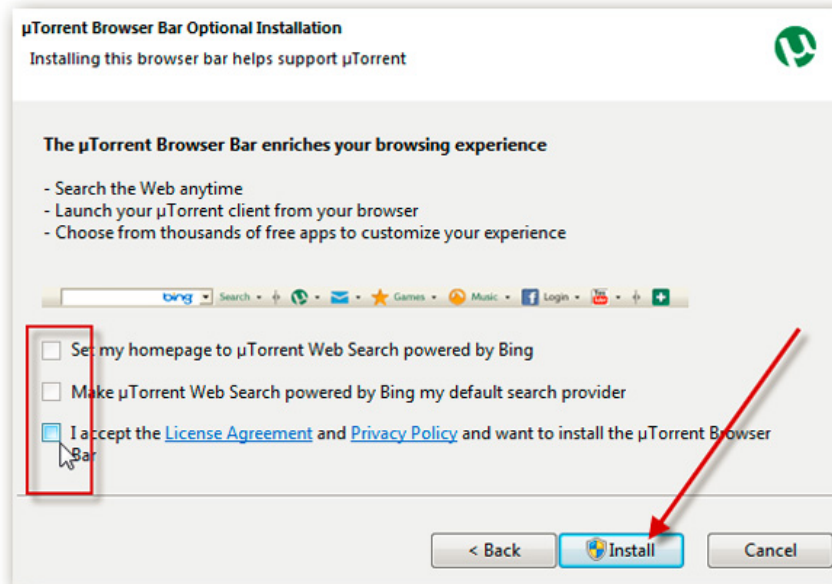 µTorrent Browser Bar Optional Installation
Installing this browser bar helps support µTorrent
The µTorrent Browser Bar enriches your browsing experience
- Search the Web anytime
- Launch your µTorrent client from your browser
- Choose from thousands of free apps to customize your experience
bing Search Games Music Login You Tube
Set my homepage to µTorrent Web Search powered by Bing
Make µTorrent Web Search powered by Bing my default search provider
I accept the License Agreement and Privacy Policy and want to install the µTorrent Browser
Bar
< Back Install Cancel